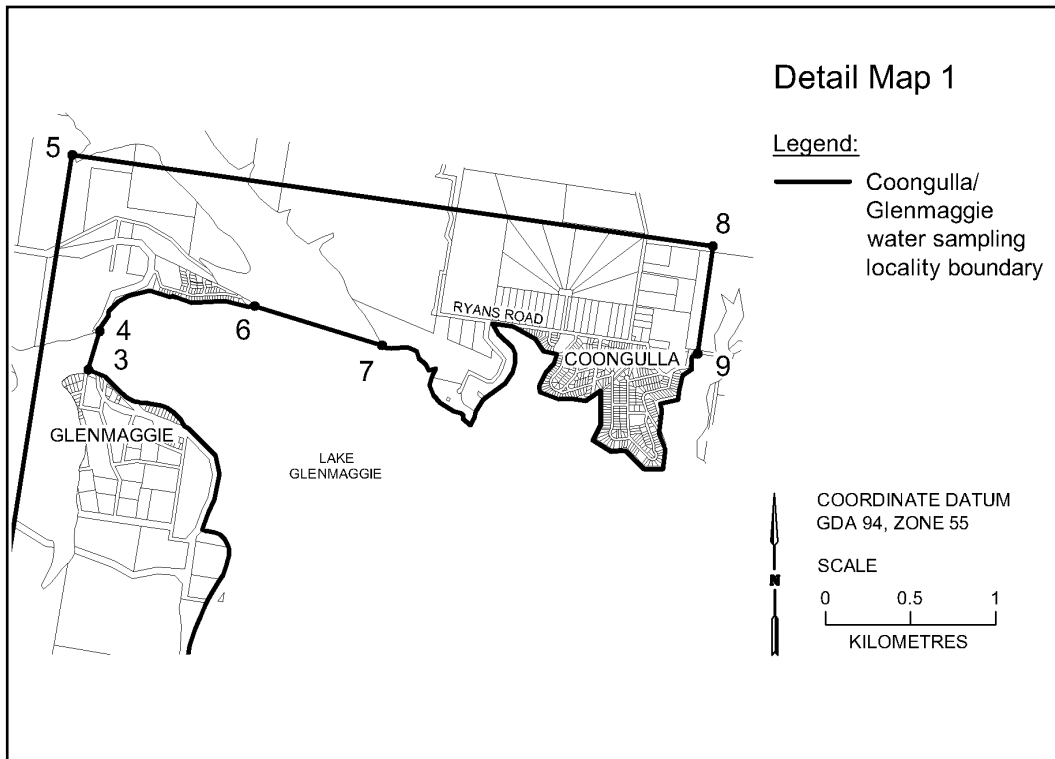 Detail Map 1
Legend:
Coongulla/
Glenmaggie
water sampling
locality boundary
5
8
4
3
6
7
9
RYANS ROAD
COONGULLA
GLENMAGGIE
LAKE
GLENMAGGIE
COORDINATE DATUM
GDA 94, ZONE 55
SCALE
0 0.5 1
KILOMETRES
N